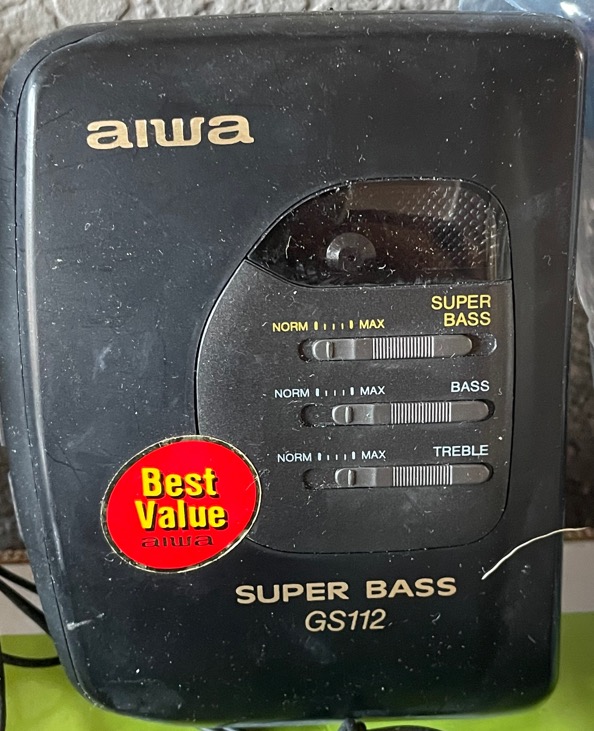 aiwa
SUPER
BASS
NORM MAX
NORM MAX BASS
NORM MAX TREBLE
Best
Value
aiwa
SUPER BASS
GS112